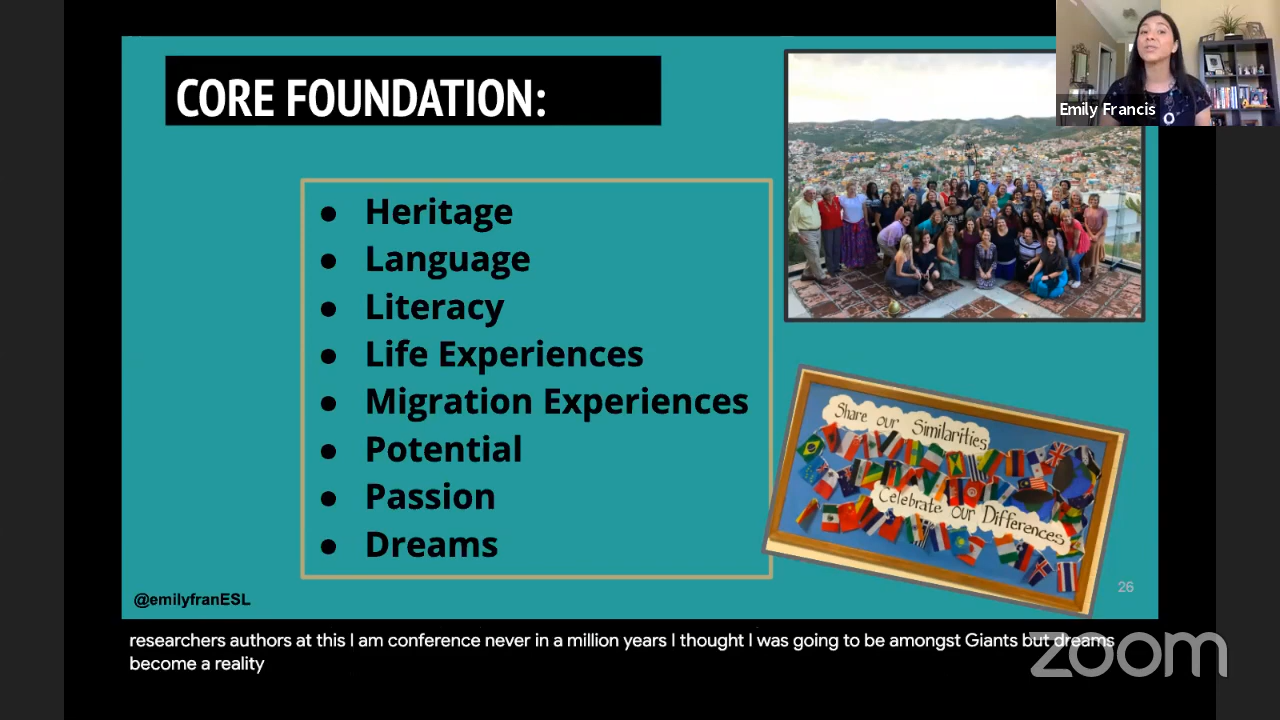 CORE FOUNDATION:
Emily Francis
● Heritage
● Language
● Literacy
● Life Experiences
● Migration Experiences
● Potential
● Passion
● Dreams
Share our Similarities
Celebrate our Differences
26
@emilyfranESL
researchers authors at this I am conference never in a million years I thought I was going to be amongst Giants but dreams
become a reality
zoom